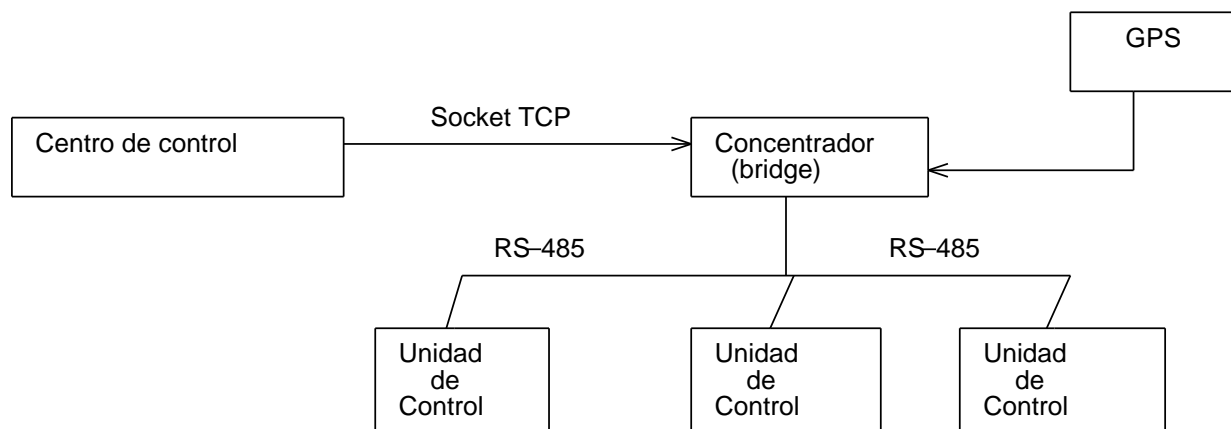 GPS
Socket TCP
Centro de control
Concentrador
(bridge)
RS–485
RS–485
Unidad
de
Control
Unidad
de
Control
Unidad
de
Control